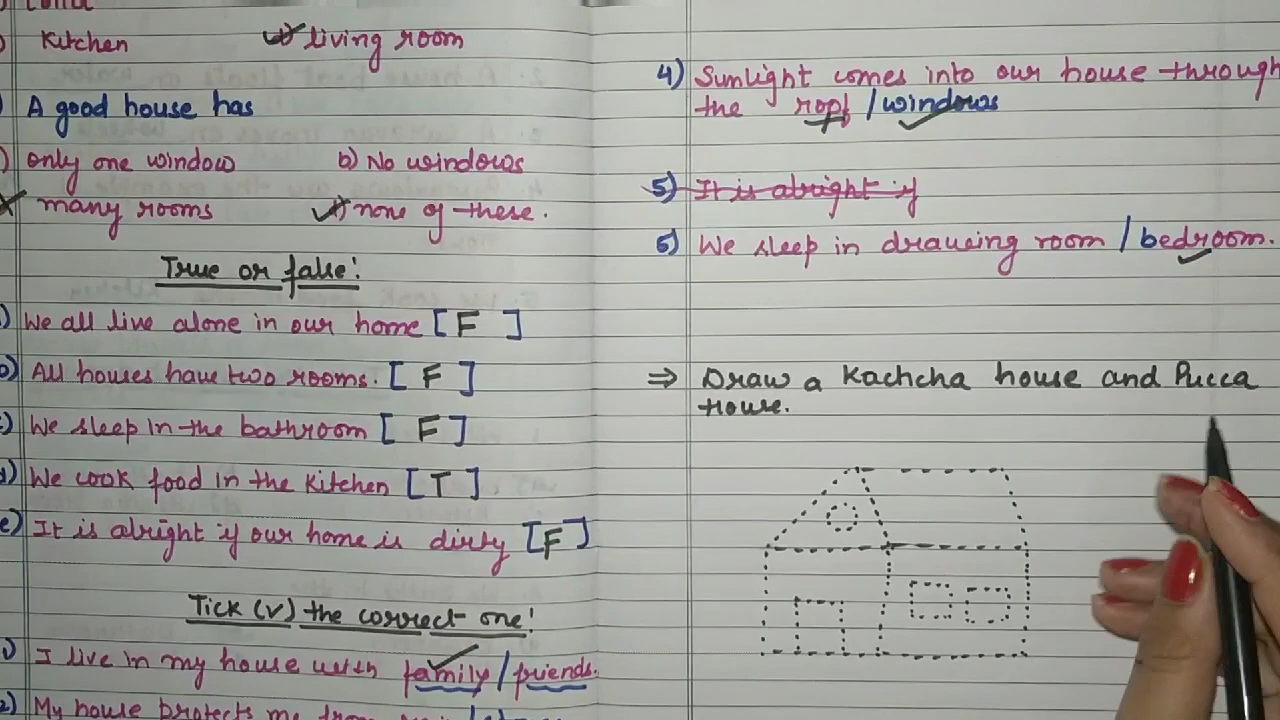 Kitchen living room
A good house has
only one window b) No windows
many rooms none of these.
True or false!
We all live alone in our home [ F ]
All houses have two rooms. [ F ]
We sleep in the bathroom [ F ]
We cook food in the kitchen [ T ]
e) It is alright if our home is dirty [ F ]
Tick (√) the correct one!
1) I live in my house with family / friends.
2) My house protects me from
4) Sunlight comes into our house through
the roof / windows
5) It is alright if
5) We sleep in drawing room / bedroom.
⇒ Draw a Kachcha house and Pucca
House.